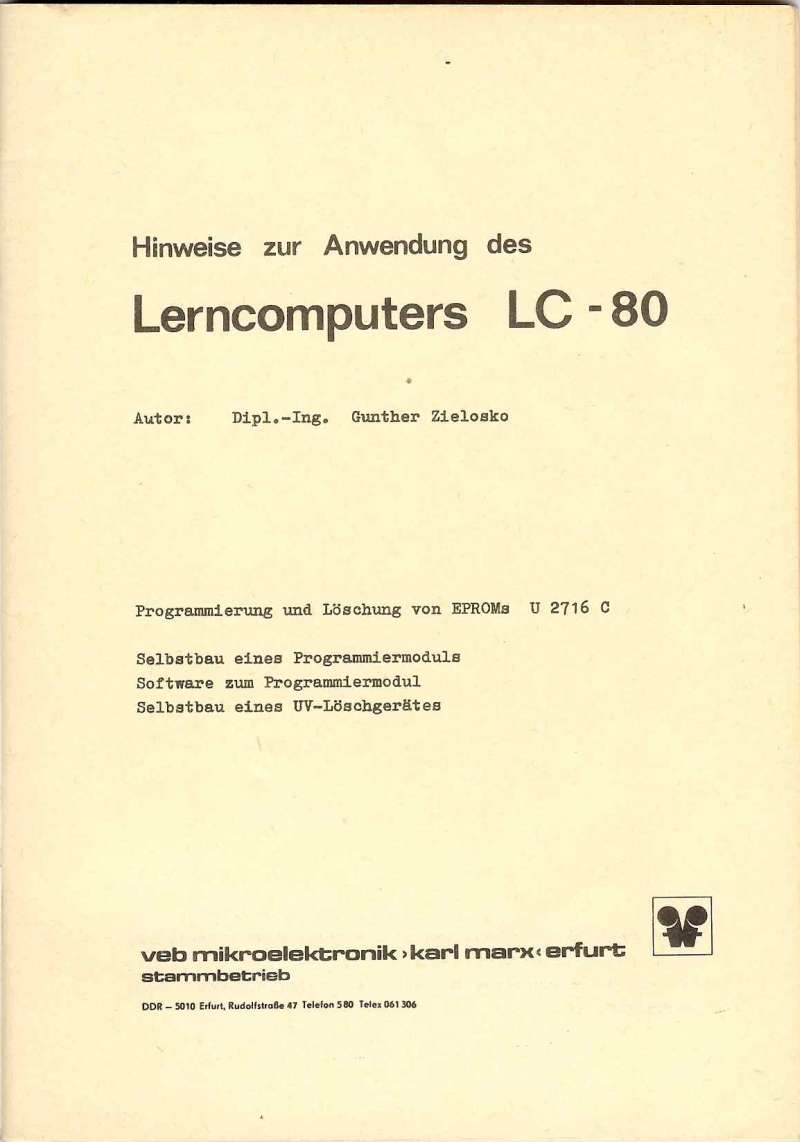 Hinweise zur Anwendung des
Lerncomputers LC - 80
Autor: Dipl.-Ing. Gunther Zielosko
Programmierung und Löschung von EPROMs U 2716 C
Selbstbau eines Programmiermoduls
Software zum Programmiermodul
Selbstbau eines UV-Löschgerätes
veb mikroelektronik ›karl marx‹ erfurt
stammbetrieb
DDR – 5010 Erfurt, Rudolfstraße 47 Telefon 580 Telex 061 306